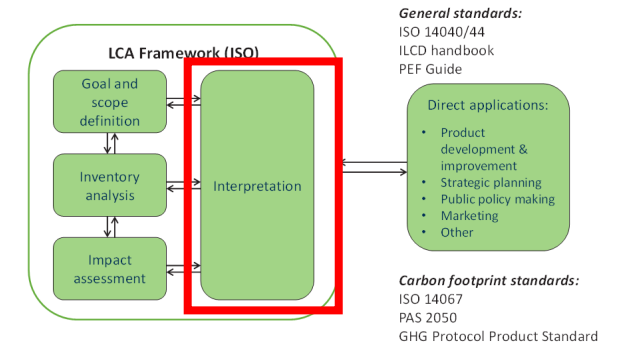 General standards:
ISO 14040/44
ILCD handbook
PEF Guide
LCA Framework (ISO)
Goal and
scope
definition
Inventory
analysis
Impact
assessment
Interpretation
Direct applications:
• Product
development &
improvement
• Strategic planning
• Public policy making
• Marketing
• Other
Carbon footprint standards:
ISO 14067
PAS 2050
GHG Protocol Product Standard